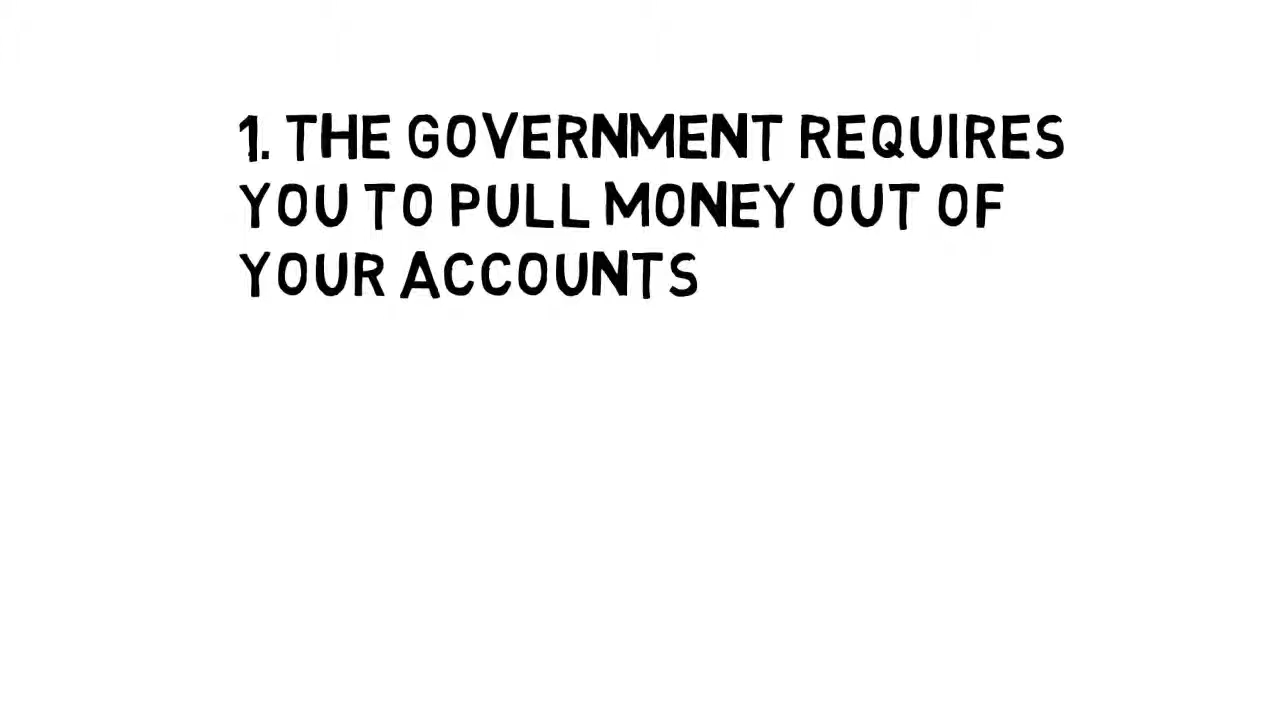 1. THE GOVERNMENT REQUIRES
YOU TO PULL MONEY OUT OF
YOUR ACCOUNTS